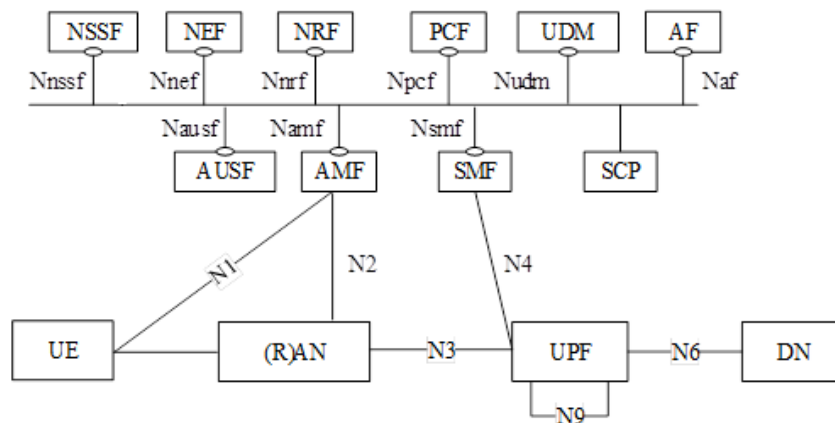 NSSF NEF NRF PCF UDM AF
Nnssf Nnef Nnrf Npcf Nudm Naf
Nausf Namf Nsmf
AUSF AMF SMF SCP
N1 N2 N4
UE (R)AN N3 UPF N6 DN
N9